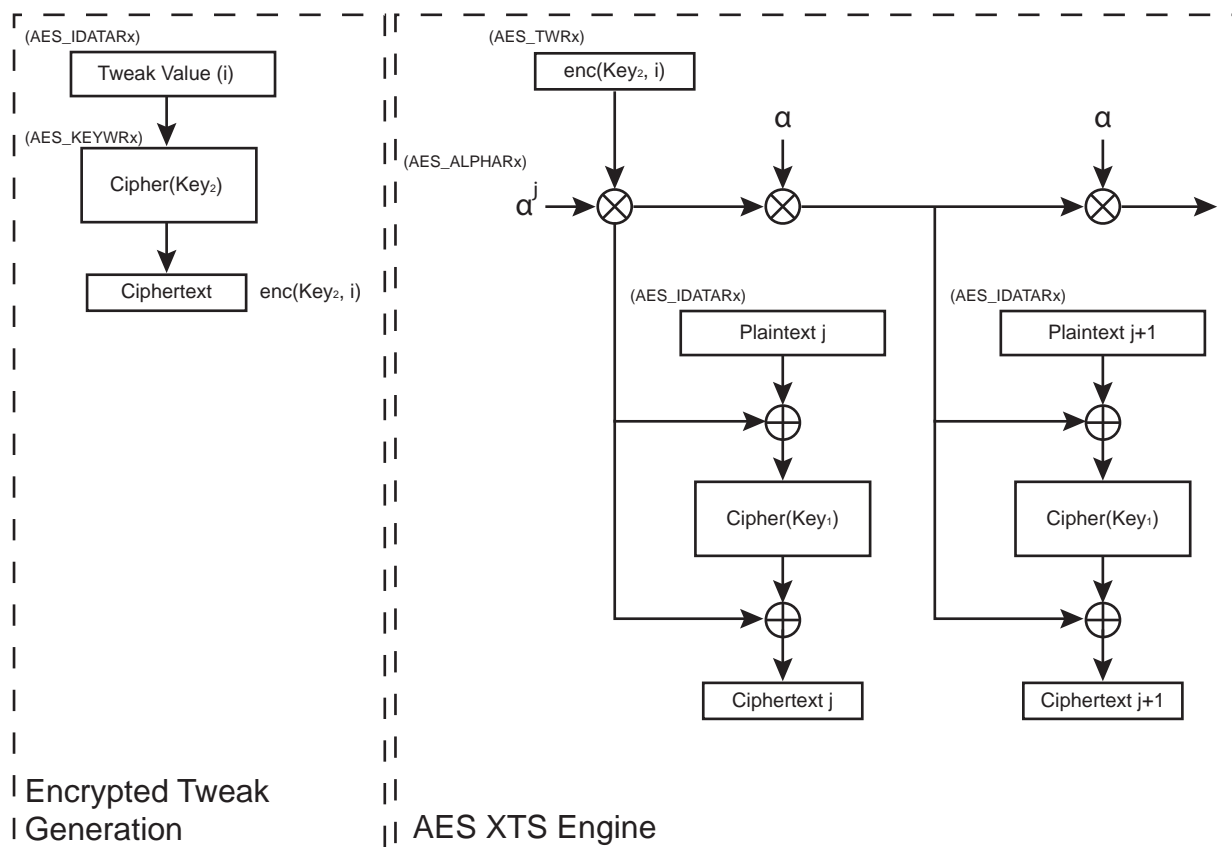 (AES_IDATARx)
Tweak Value (i)
(AES_KEYWRx)
Cipher(Key₂)
Ciphertext
enc(Key₂, i)
Encrypted Tweak
Generation
(AES_TWRx)
enc(Key₂, i)
α
α
(AES_ALPHARx)
αʲ
(AES_IDATARx)
(AES_IDATARx)
Plaintext j
Plaintext j+1
Cipher(Key₁)
Cipher(Key₁)
Ciphertext j
Ciphertext j+1
AES XTS Engine